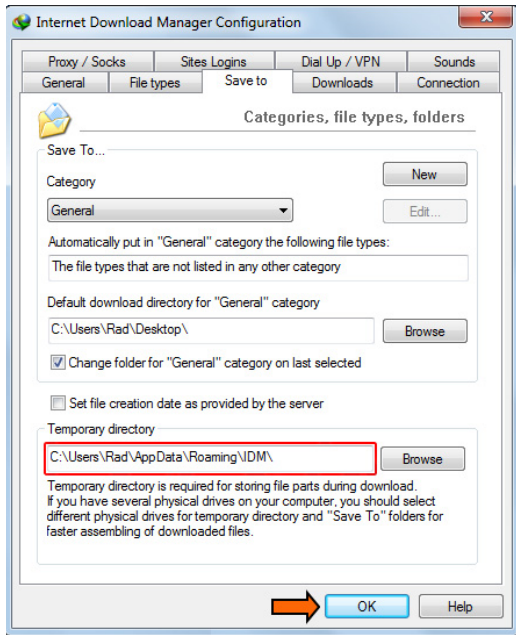 Internet Download Manager Configuration
Proxy / Socks Sites Logins Dial Up / VPN Sounds
General File types Save to Downloads Connection
Categories, file types, folders
Save To...
Category
New
General
Edit...
Automatically put in "General" category the following file types:
The file types that are not listed in any other category
Default download directory for "General" category
C:\Users\Rad\Desktop\
Browse
Change folder for "General" category on last selected
Set file creation date as provided by the server
Temporary directory
C:\Users\Rad\AppData\Roaming\IDM\
Browse
Temporary directory is required for storing file parts during download.
If you have several physical drives on your computer, you should select
different physical drives for temporary directory and "Save To" folders for
faster assembling of downloaded files.
OK Help